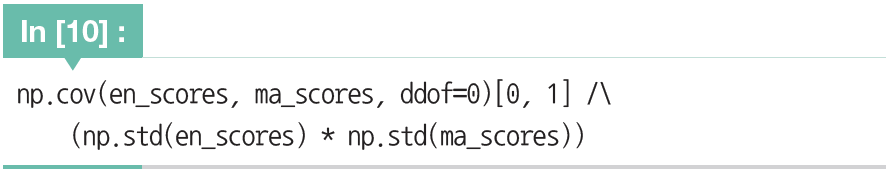 In [10] :
np.cov(en_scores, ma_scores, ddof=0)[0, 1] /\
(np.std(en_scores) * np.std(ma_scores))